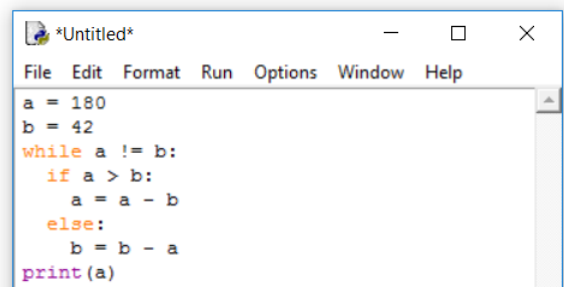 *Untitled*
File Edit Format Run Options Window Help
a = 180
b = 42
while a != b:
  if a > b:
    a = a - b
  else:
    b = b - a
print(a)